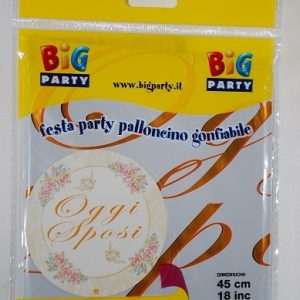 BiG
PARTY
BiG
PARTY
www.bigparty.it
festa party palloncino gonfiabile
Oggi
Sposi
DIMENSIONI
45 cm
18 inc